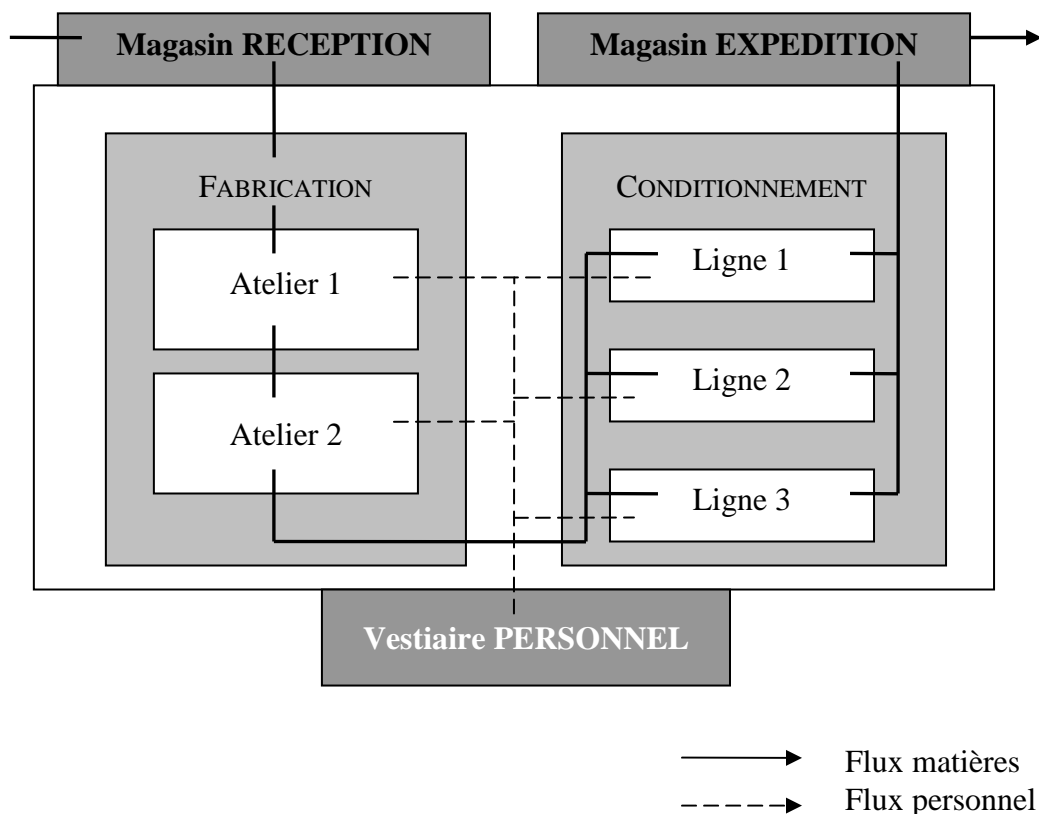 Magasin RECEPTION
Magasin EXPEDITION
FABRICATION
CONDITIONNEMENT
Atelier 1
Ligne 1
Ligne 2
Atelier 2
Ligne 3
Vestiaire PERSONNEL
Flux matières
Flux personnel